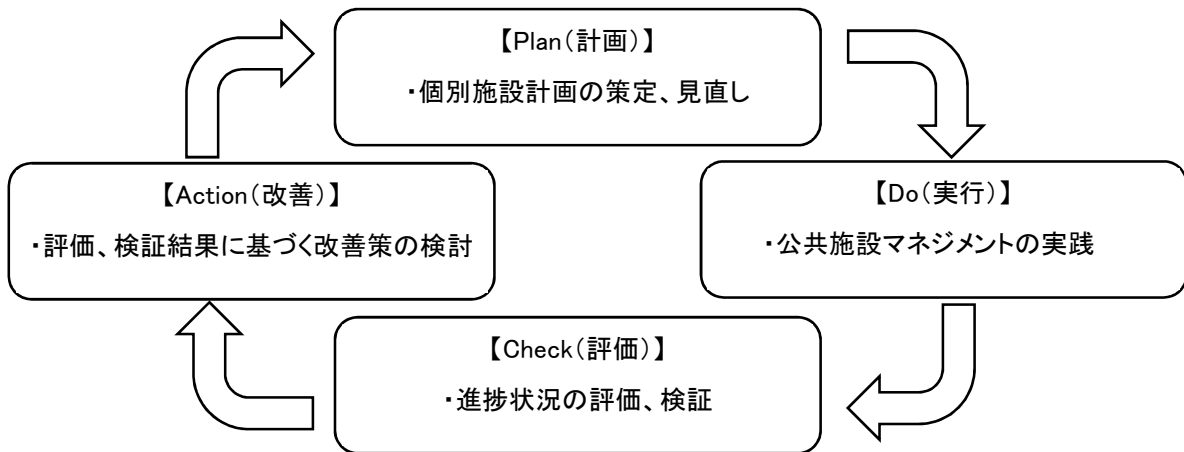 【Plan(計画)】
・個別施設計画の策定、見直し
【Do(実行)】
・公共施設マネジメントの実践
【Check(評価)】
・進捗状況の評価、検証
【Action(改善)】
・評価、検証結果に基づく改善策の検討